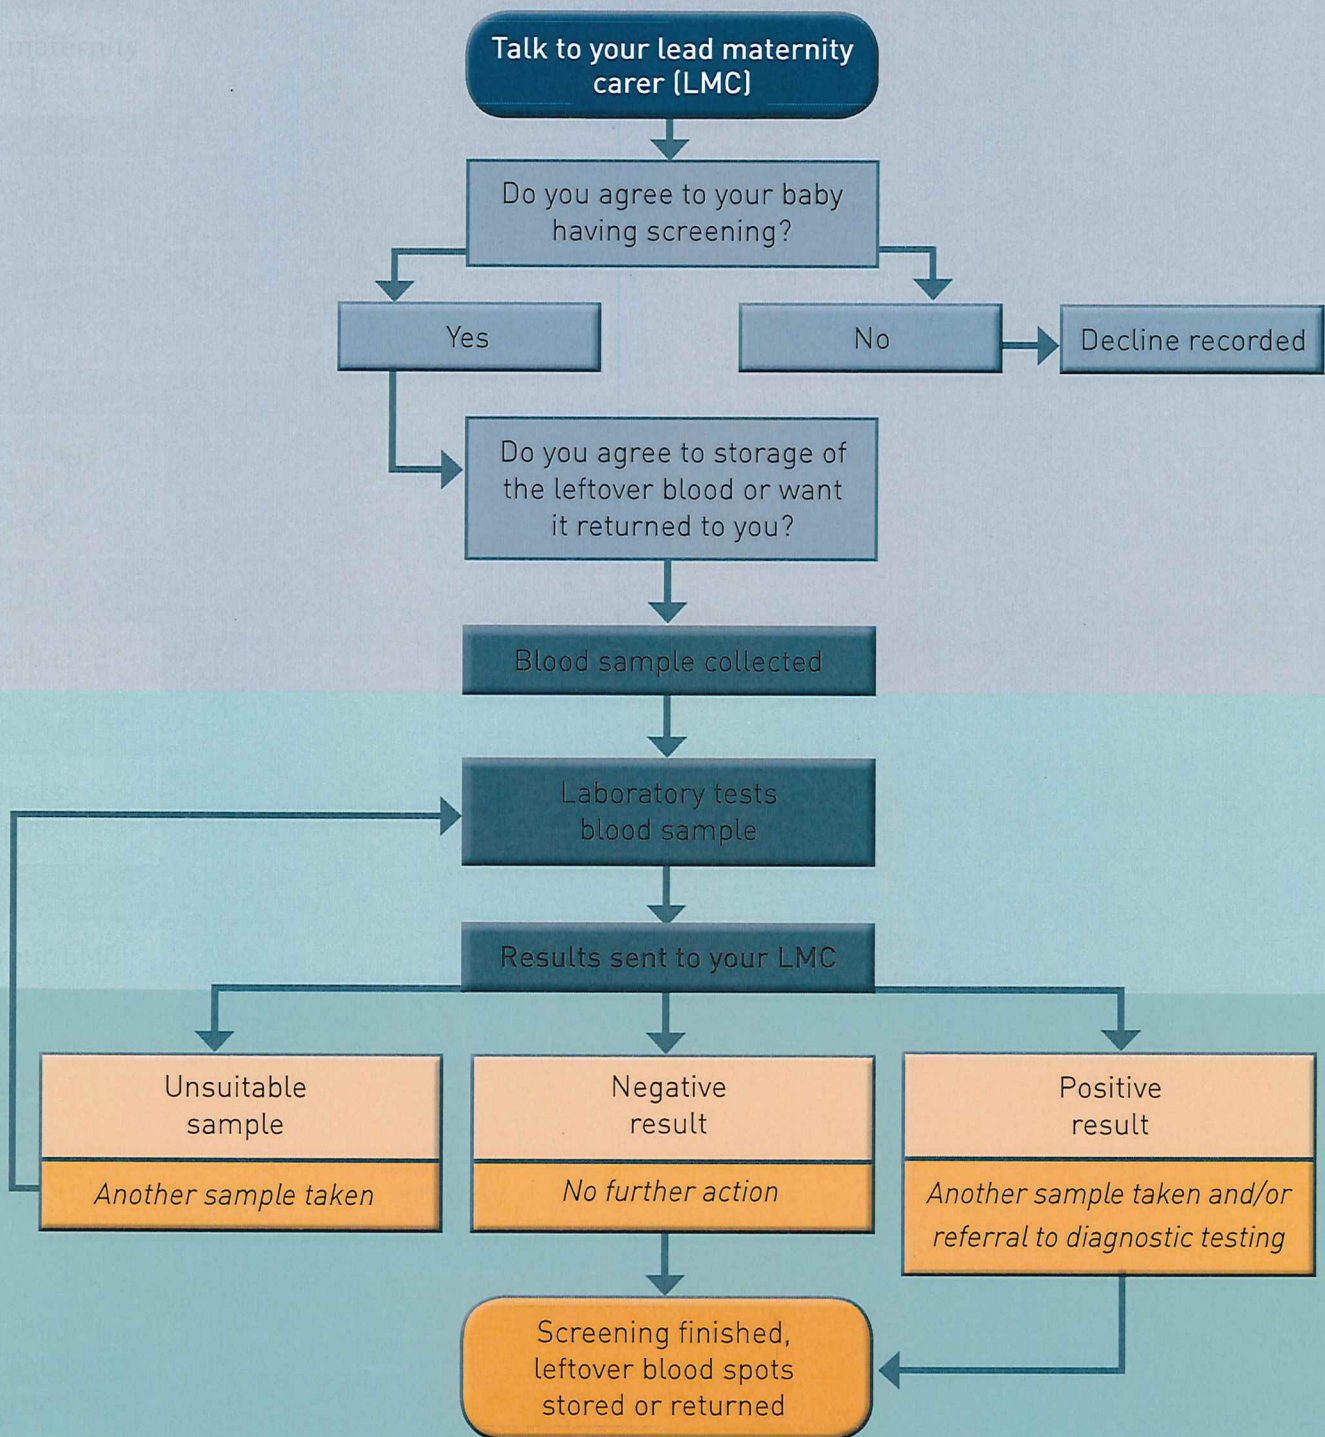 Talk to your lead maternity
carer (LMC)
Do you agree to your baby
having screening?
Yes
No
Decline recorded
Do you agree to storage of
the leftover blood or want
it returned to you?
Blood sample collected
Laboratory tests
blood sample
Results sent to your LMC
Unsuitable
sample
Another sample taken
Negative
result
No further action
Positive
result
Another sample taken and/or
referral to diagnostic testing
Screening finished,
leftover blood spots
stored or returned